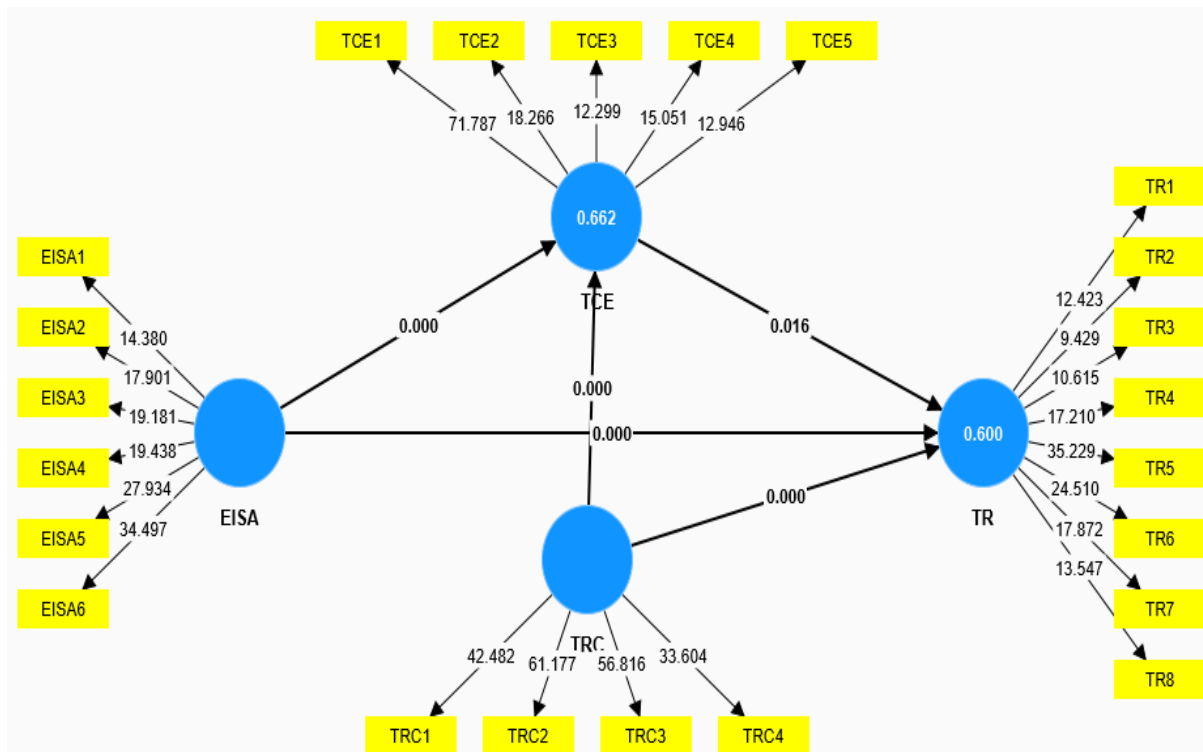 TCE1 TCE2 TCE3 TCE4 TCE5
71.787 18.266 12.299 15.051 12.946
0.662
TCE
EISA1
EISA2
EISA3
EISA4
EISA5
EISA6
14.380
17.901
19.181
19.438
27.934
34.497
EISA
0.000
0.016
0.000
0.000
0.000
TR1
TR2
TR3
TR4
TR5
TR6
TR7
TR8
12.423
9.429
10.615
17.210
35.229
24.510
17.872
13.547
0.600
TR
TRC
42.482 61.177 56.816 33.604
TRC1 TRC2 TRC3 TRC4